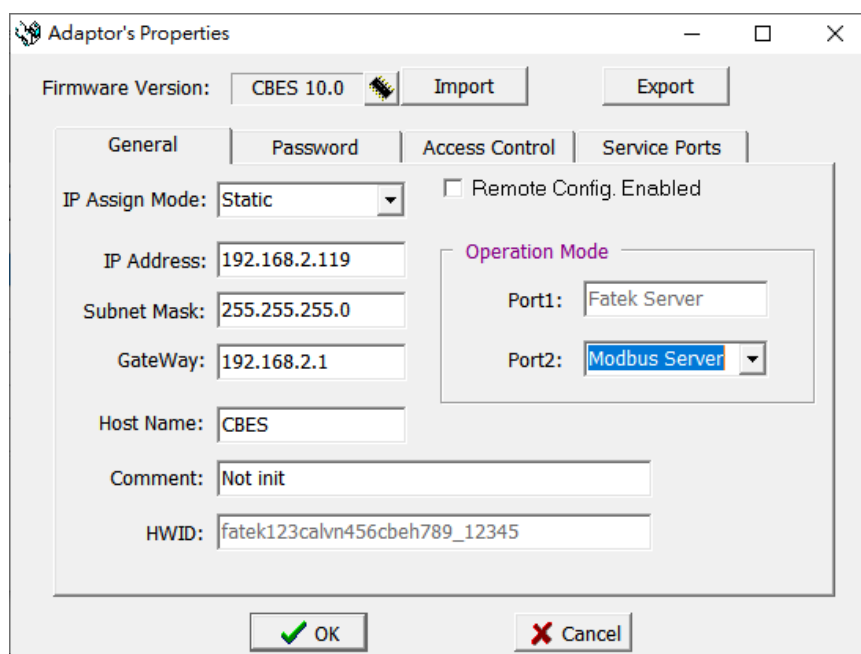 Adaptor's Properties
Firmware Version: CBES 10.0 Import Export
General Password Access Control Service Ports
IP Assign Mode: Static
Remote Config. Enabled
IP Address: 192.168.2.119
Subnet Mask: 255.255.255.0
GateWay: 192.168.2.1
Operation Mode
Port1: Fatek Server
Port2: Modbus Server
Host Name: CBES
Comment: Not init
HWID: fatek123calvn456cbeh789_12345
OK Cancel